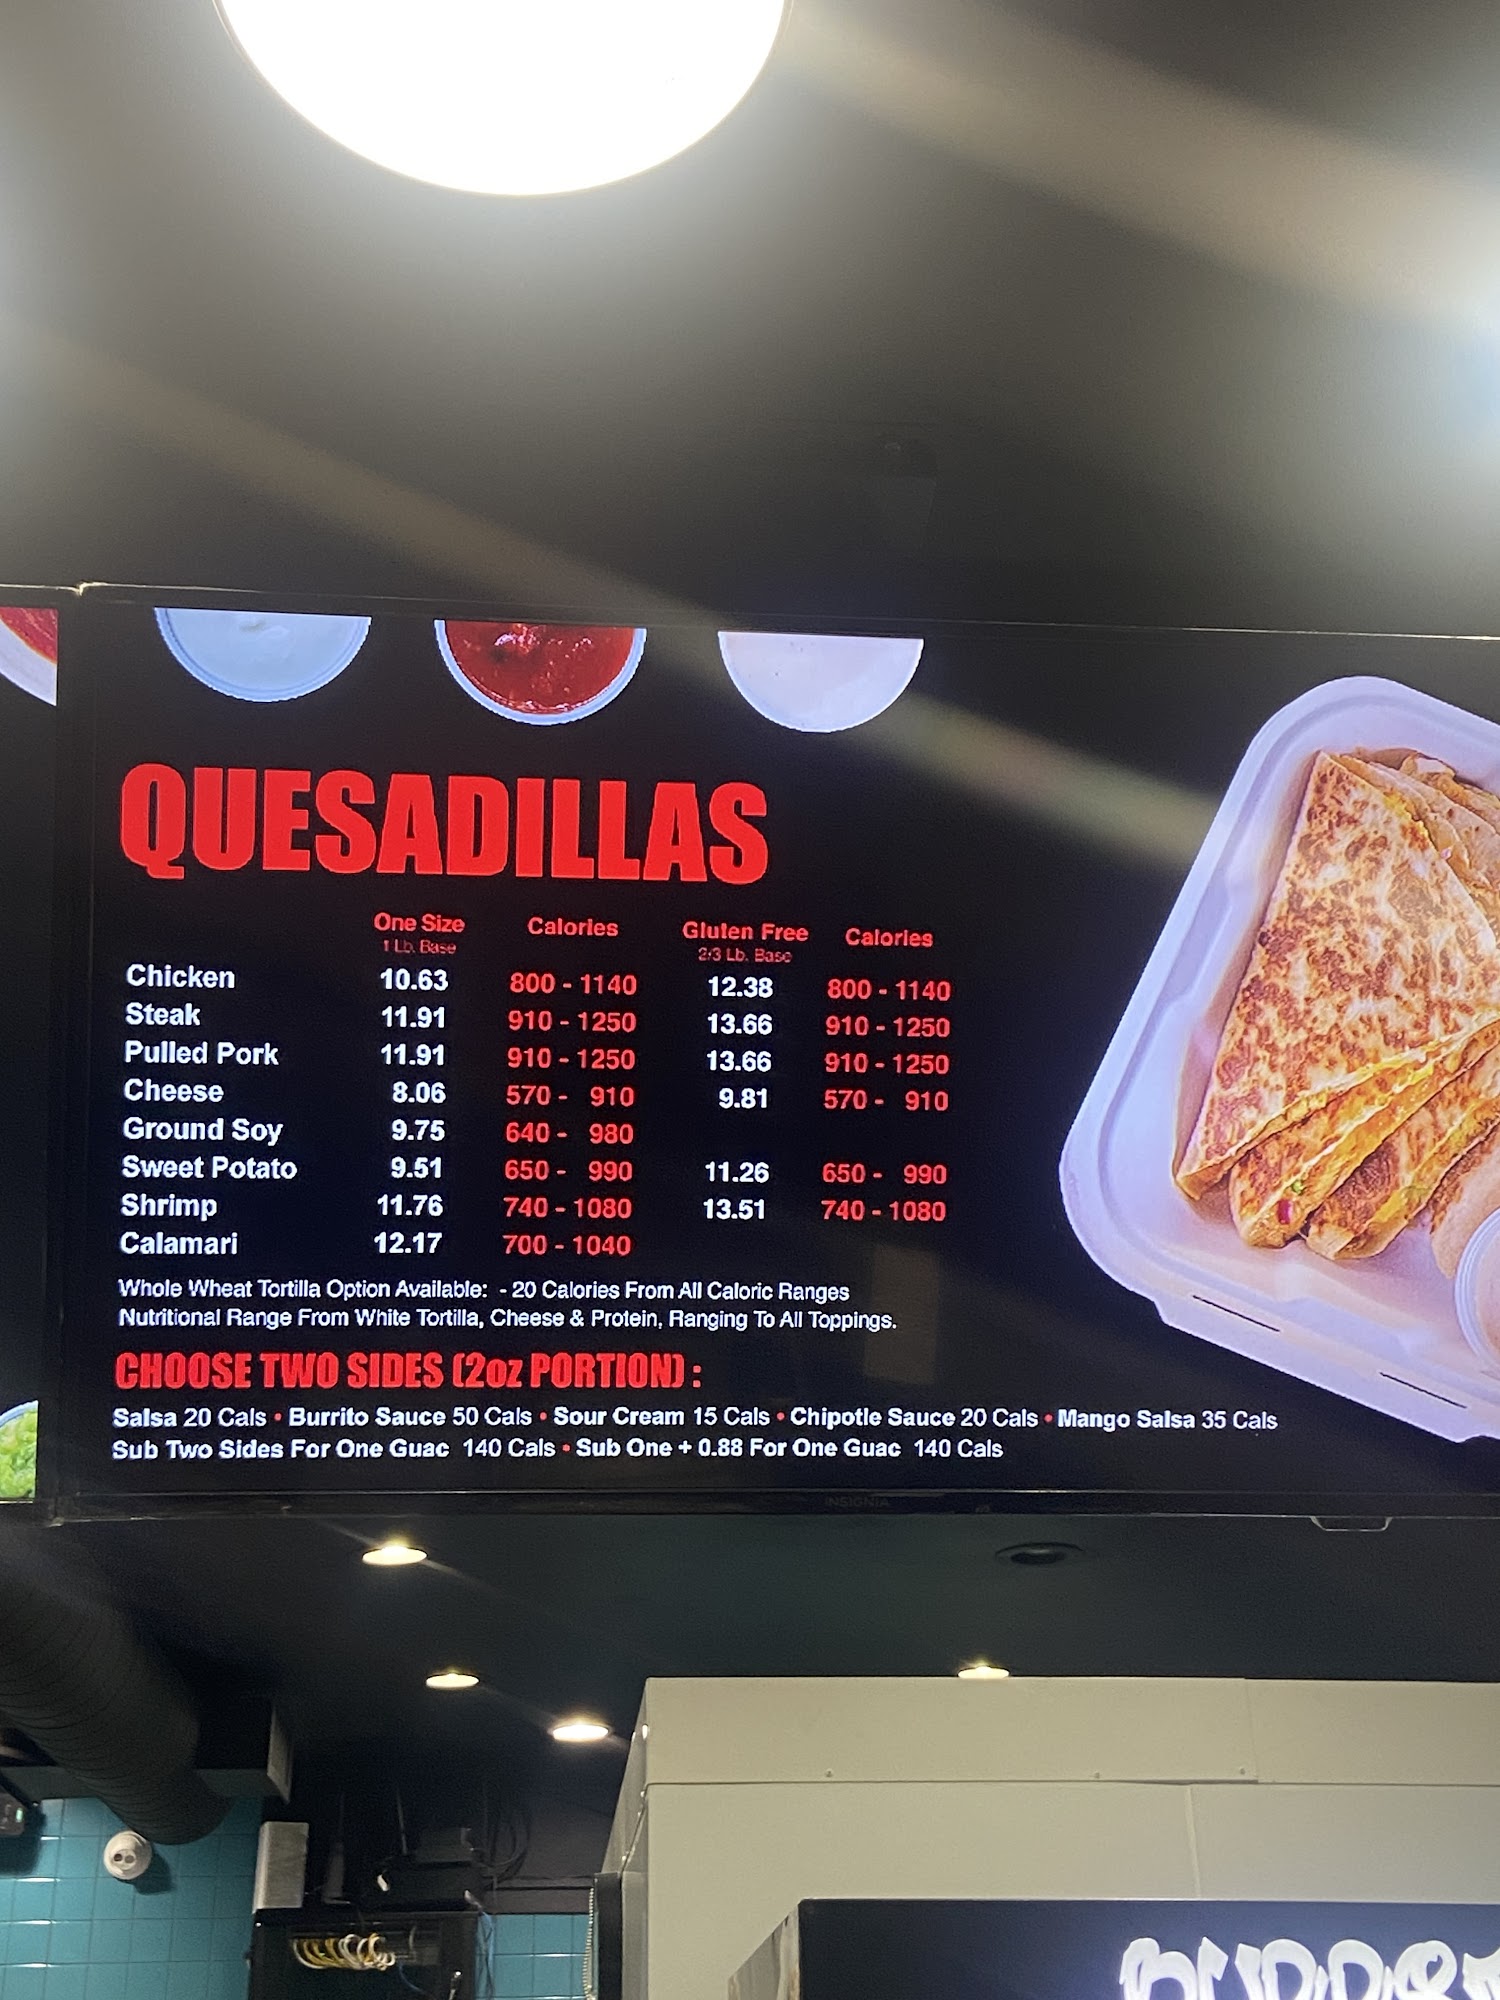 QUESADILLAS
One Size Calories Gluten Free Calories
1 Lb. Base 2/3 Lb. Base
Chicken 10.63 800 - 1140 12.38 800 - 1140
Steak 11.91 910 - 1250 13.66 910 - 1250
Pulled Pork 11.91 910 - 1250 13.66 910 - 1250
Cheese 8.06 570 - 910 9.81 570 - 910
Ground Soy 9.75 640 - 980
Sweet Potato 9.51 650 - 990 11.26 650 - 990
Shrimp 11.76 740 - 1080 13.51 740 - 1080
Calamari 12.17 700 - 1040
Whole Wheat Tortilla Option Available: - 20 Calories From All Caloric Ranges
Nutritional Range From White Tortilla, Cheese & Protein, Ranging To All Toppings.
CHOOSE TWO SIDES (2oz PORTION) :
Salsa 20 Cals • Burrito Sauce 50 Cals • Sour Cream 15 Cals • Chipotle Sauce 20 Cals • Mango Salsa 35 Cals
Sub Two Sides For One Guac 140 Cals • Sub One + 0.88 For One Guac 140 Cals
INSIGNIA